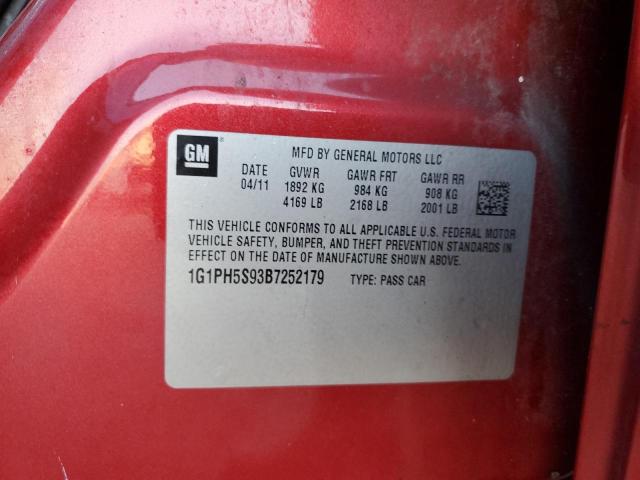 GM
MFD BY GENERAL MOTORS LLC
DATE GVWR GAWR FRT GAWR RR
04/11 1892 KG 984 KG 908 KG
4169 LB 2168 LB 2001 LB
THIS VEHICLE CONFORMS TO ALL APPLICABLE U.S. FEDERAL MOTOR
VEHICLE SAFETY, BUMPER, AND THEFT PREVENTION STANDARDS IN
EFFECT ON THE DATE OF MANUFACTURE SHOWN ABOVE.
1G1PH5S93B7252179 TYPE: PASS CAR